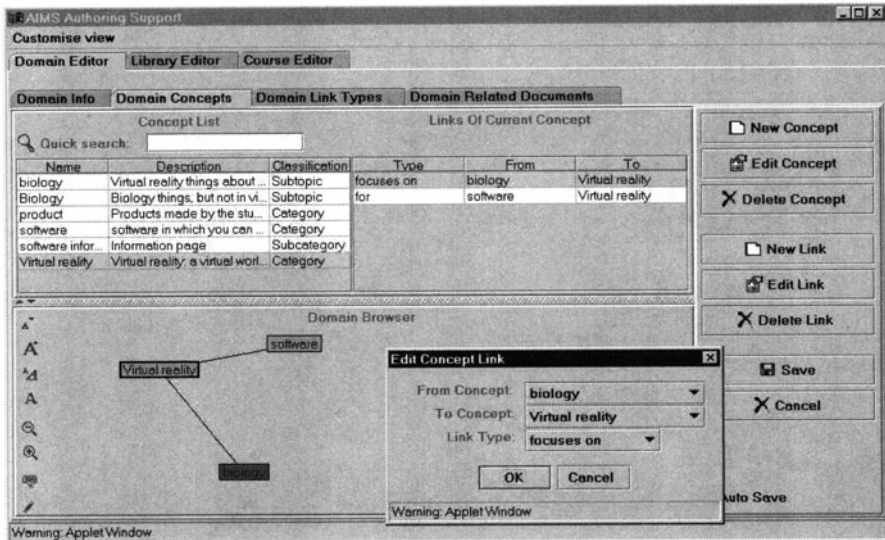 AIMS Authoring Support
Customise view
Domain Editor Library Editor Course Editor
Domain Info Domain Concepts Domain Link Types Domain Related Documents
Concept List Links Of Current Concept
Quick search:
Name Description Classification Type From To
biology Virtual reality things about ... Subtopic focuses on biology Virtual reality
Biology Biology things, but not in vi... Subtopic for software Virtual reality
product Products made by the stu... Category
software software in which you can ... Category
software infor... Information page Subcategory
Virtual reality Virtual reality: a virtual worl... Category
New Concept
Edit Concept
Delete Concept
New Link
Edit Link
Delete Link
Save
Cancel
Auto Save
Domain Browser
software
Virtual reality
biology
Edit Concept Link
From Concept: biology
To Concept: Virtual reality
Link Type: focuses on
OK Cancel
Warning: Applet Window
Warning: Applet Window